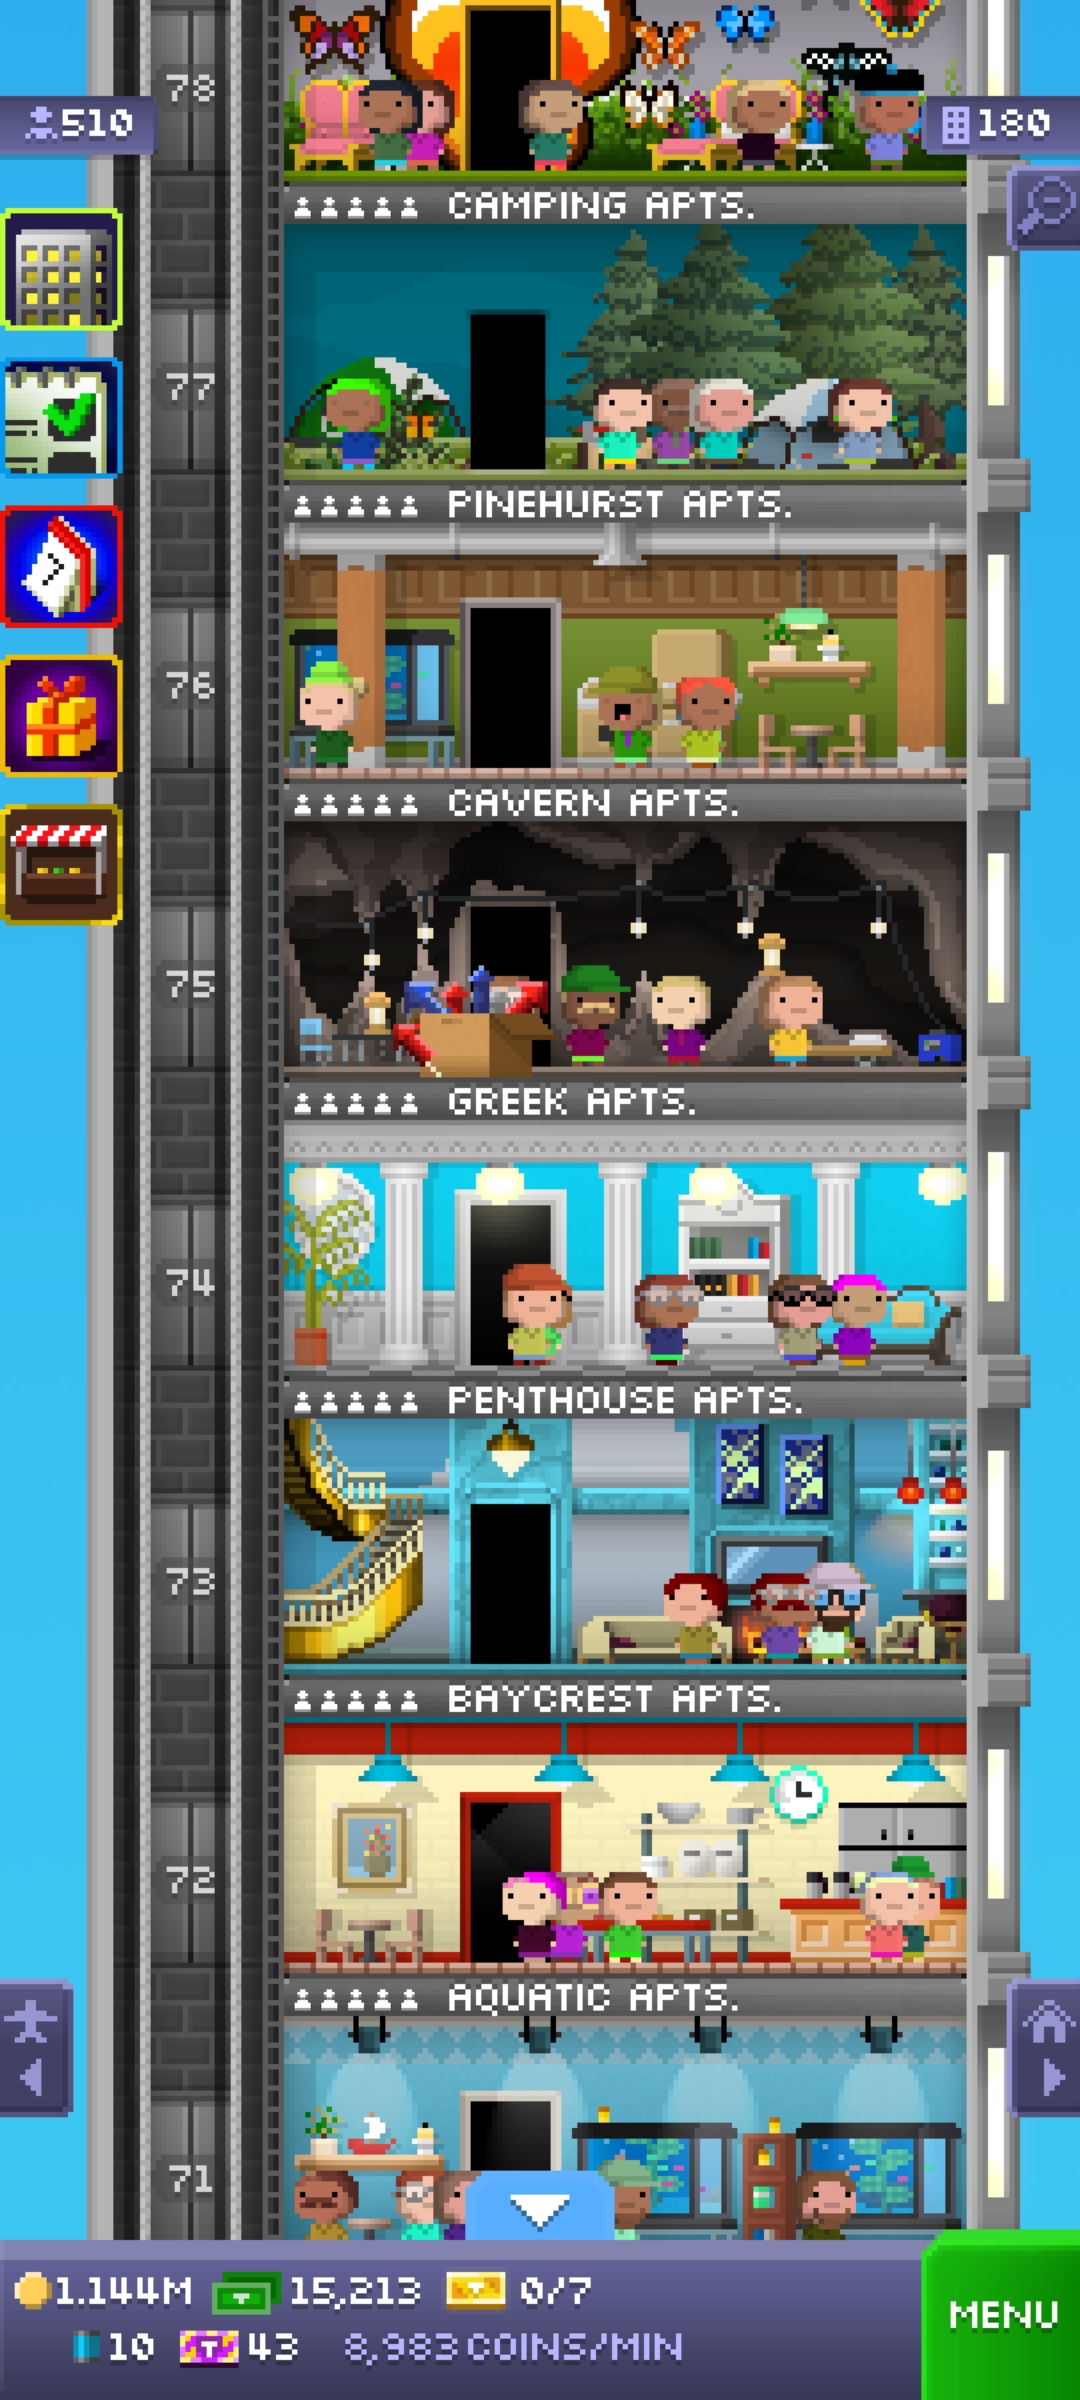 78
510
180
CAMPING APTS.
77
PINEHURST APTS.
7
76
CAVERN APTS.
75
GREEK APTS.
74
PENTHOUSE APTS.
73
BAYCREST APTS.
72
AQUATIC APTS.
71
1.144M 15,213 0/7
10 43 8,983 COINS/MIN
MENU